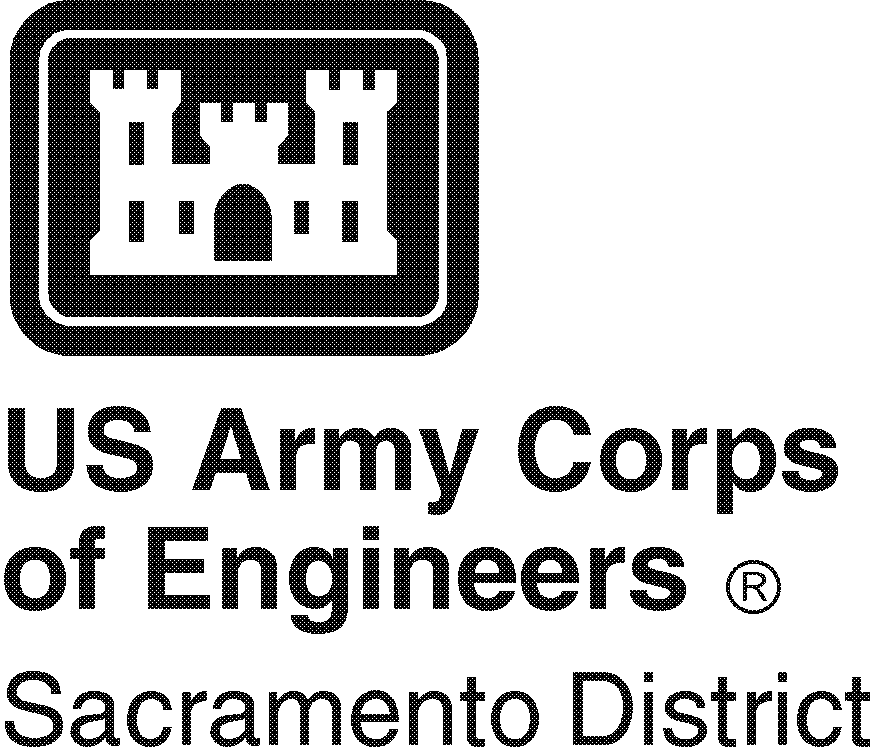 US Army Corps
of Engineers ®
Sacramento District